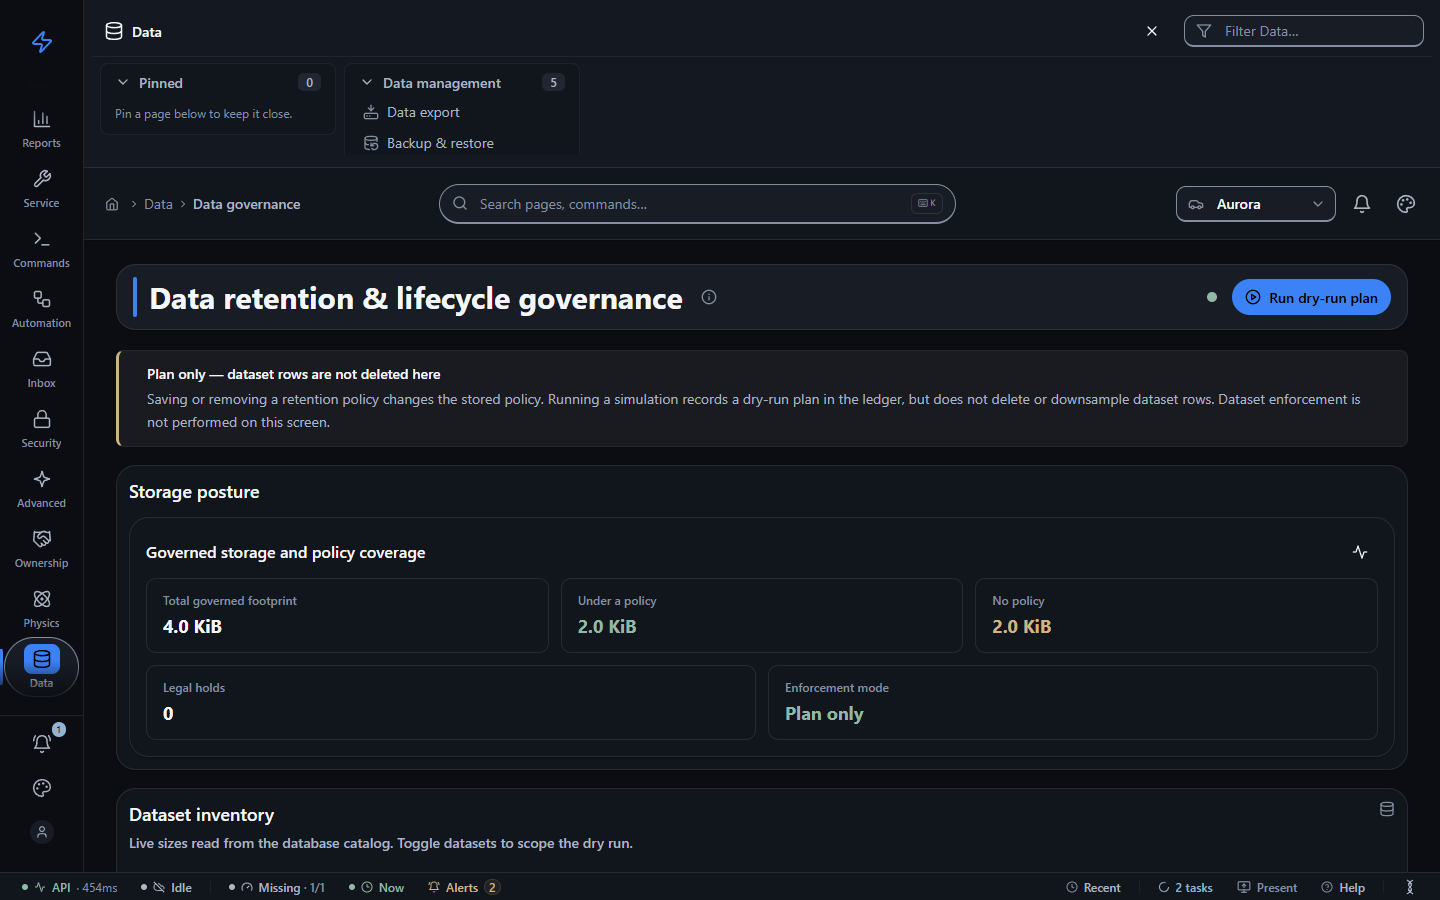 Data
Filter Data...
Pinned
0
Pin a page below to keep it close.
Data management
5
Data export
Backup & restore
Reports
Service
Commands
Automation
Inbox
Security
Advanced
Ownership
Physics
Data
1
Data
Data governance
Search pages, commands...
K
Aurora
Data retention & lifecycle governance
Run dry-run plan
Plan only — dataset rows are not deleted here
Saving or removing a retention policy changes the stored policy. Running a simulation records a dry-run plan in the ledger, but does not delete or downsample dataset rows. Dataset enforcement is
not performed on this screen.
Storage posture
Governed storage and policy coverage
Total governed footprint
4.0 KiB
Under a policy
2.0 KiB
No policy
2.0 KiB
Legal holds
0
Enforcement mode
Plan only
Dataset inventory
Live sizes read from the database catalog. Toggle datasets to scope the dry run.
API · 454ms
Idle
Missing · 1/1
Now
Alerts 2
Recent
2 tasks
Present
Help